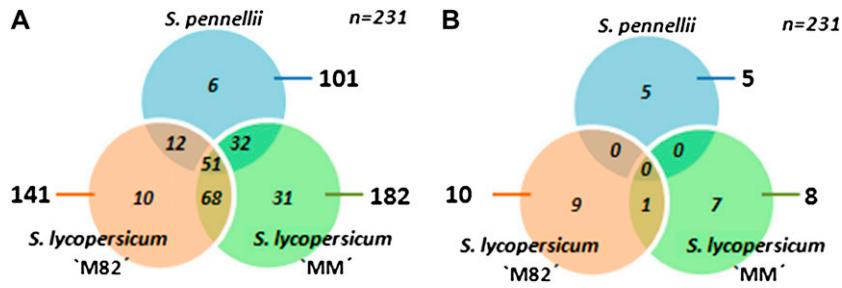 A
S. pennellii
n=231
6
101
12
32
51
141
10
68
31
182
S. lycopersicum
`M82´
S. lycopersicum
`MM´
B
S. pennellii
n=231
5
5
0
0
0
10
9
1
7
8
S. lycopersicum
`M82´
S. lycopersicum
`MM´